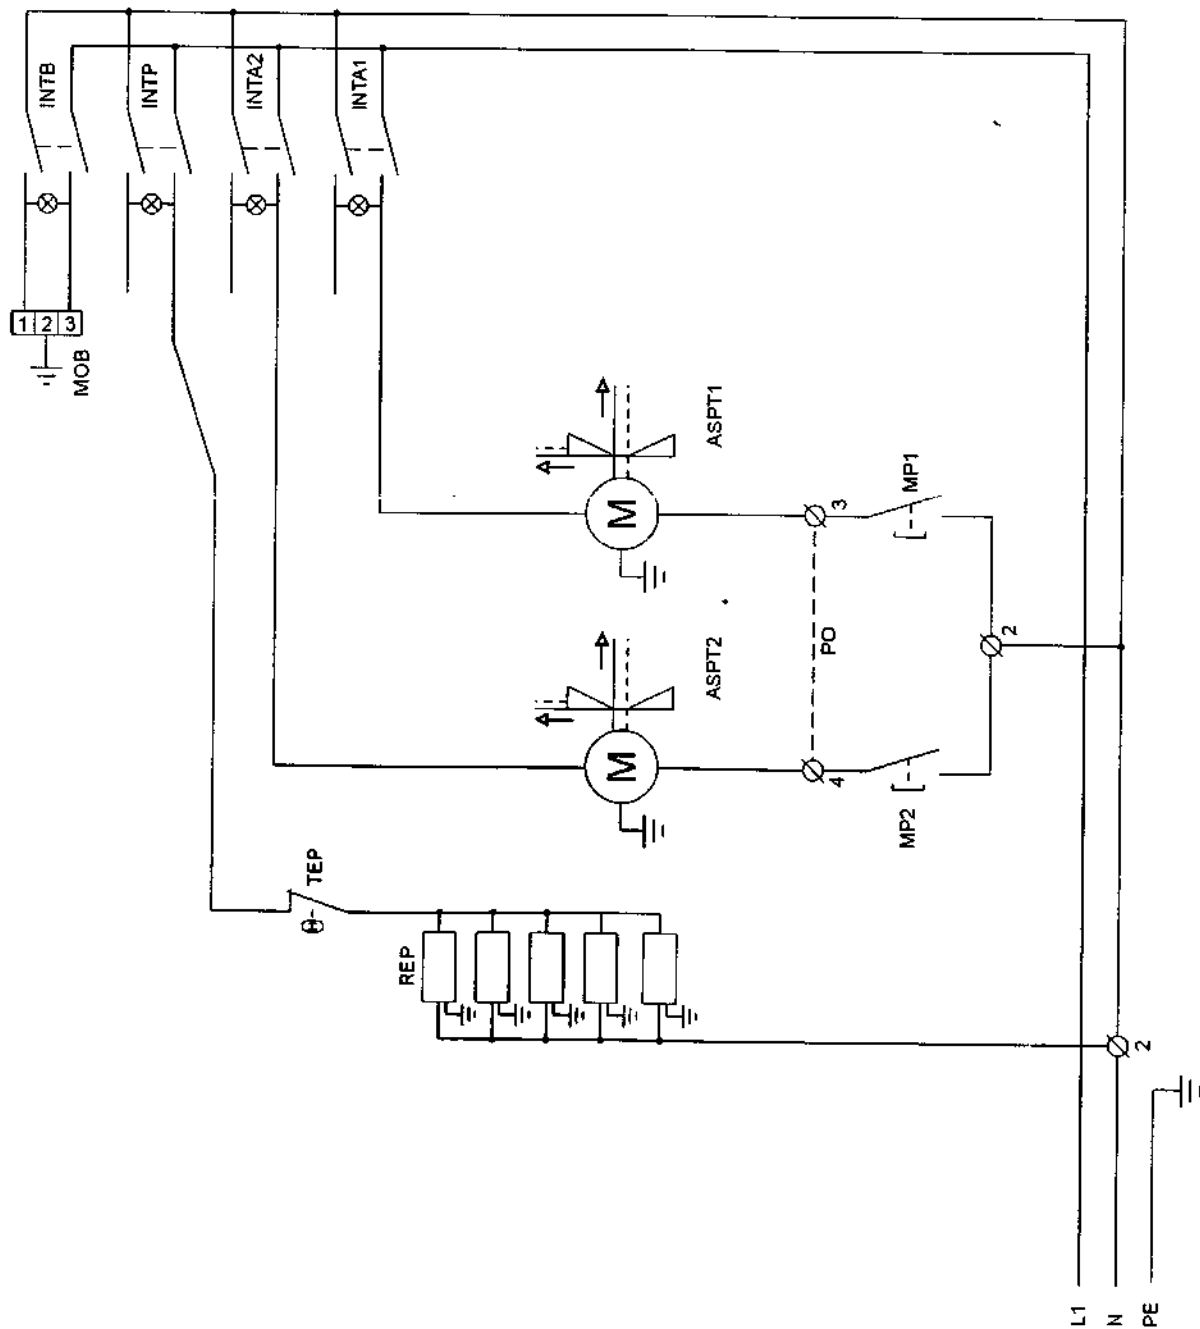 INTB
INTP
INTA2
INTA1
1 2 3
MOB
ASPT1
M
3
MP1
2
PO
ASPT2
M
4
MP2
TEP
REP
2
L1
N
PE